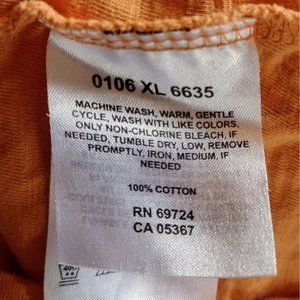 0106 XL 6635
MACHINE WASH, WARM, GENTLE
CYCLE, WASH WITH LIKE COLORS,
ONLY NON-CHLORINE BLEACH, IF
NEEDED, TUMBLE DRY, LOW, REMOVE
PROMPTLY, IRON, MEDIUM, IF
NEEDED
100% COTTON
RN 69724
CA 05367